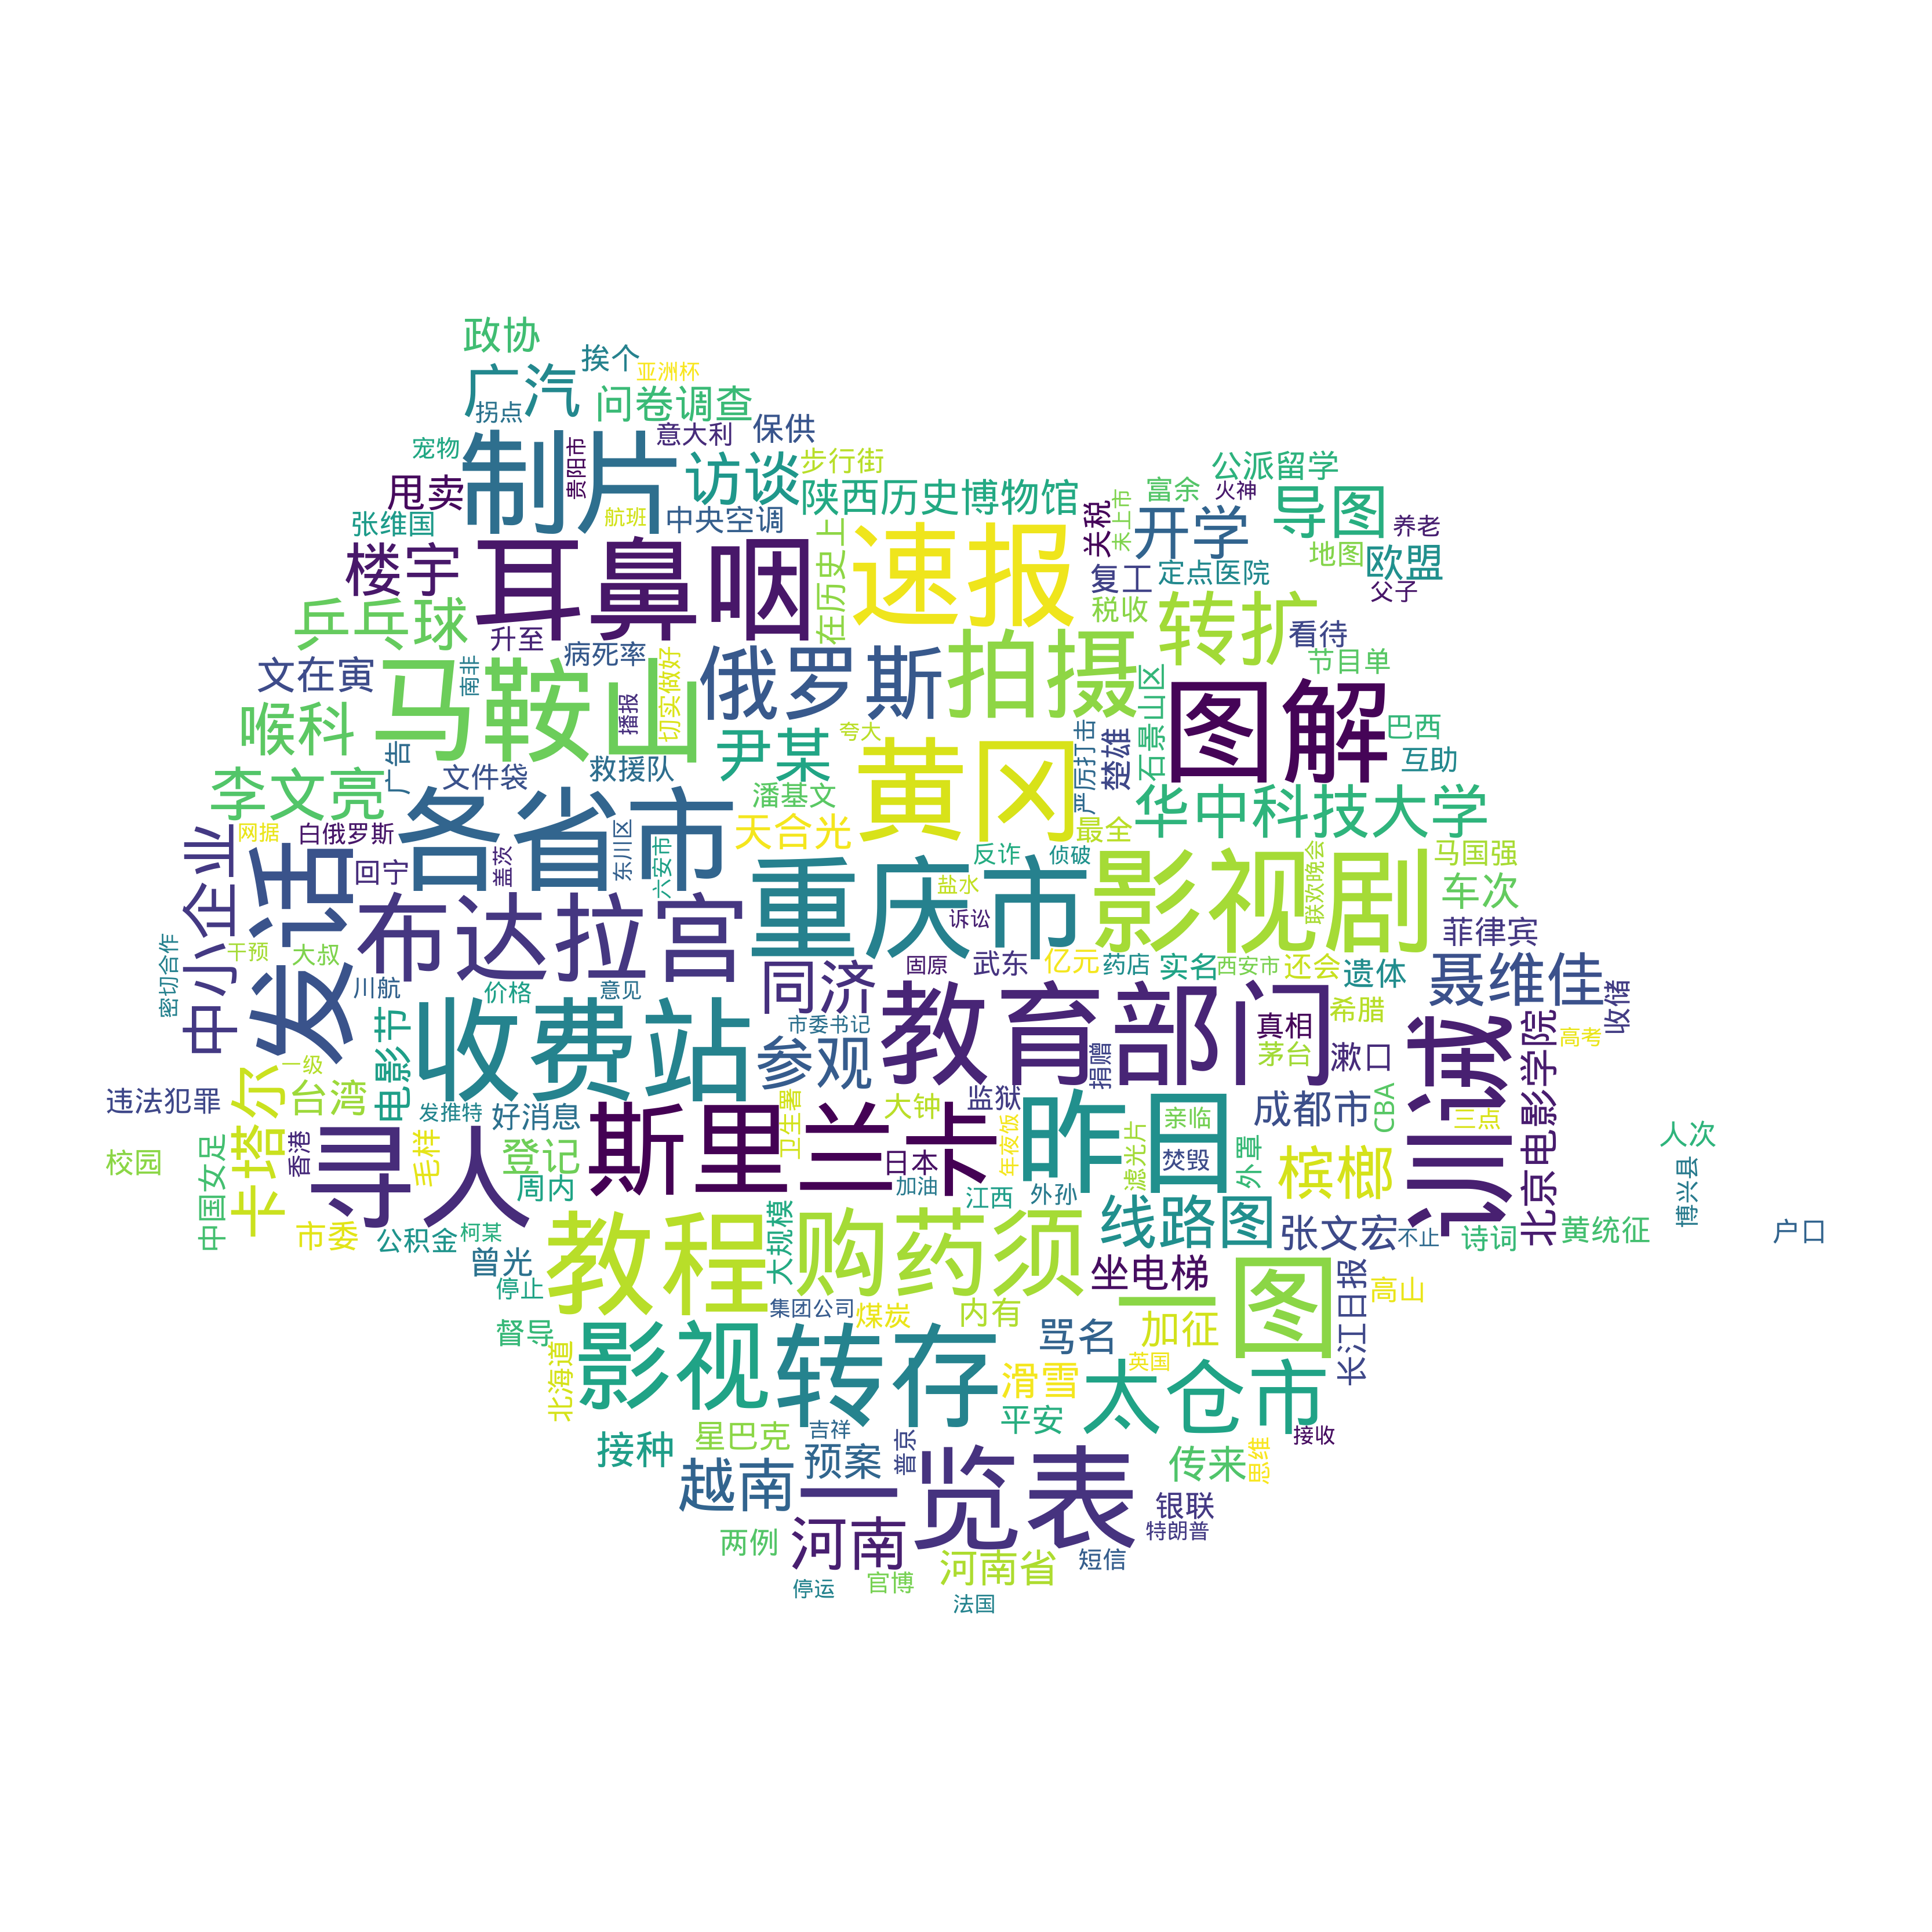 政协
挨个
亚洲杯
广汽
拐点
问卷调查
宠物
制片
贵阳市
意大利
保供
访谈
步行街
甩卖
陕西历史博物馆
公派留学
张维国
航班
中央空调
富余
火神
导图
关税
未上市
开学
养老
楼宇
耳鼻咽
在历史上
速报
地图
欧盟
复工
定点医院
父子
税收
转扩
乒乓球
升至
病死率
看待
文在寅
南非
马鞍山
播报
切实做好
俄罗斯
拍摄
石景山区
节目单
喉科
图解
尹某
夸大
黄冈
严厉打击
楚雄
巴西
互助
李文亮
广告
文件袋
救援队
潘基文
华中科技大学
各省市
天合光
最全
网据
白俄罗斯
中小企业
发话
回宁
盖茨
东川区
六安市
重庆市
反诈
侦破
影视剧
联欢晚会
马国强
车次
盐水
诉讼
布达拉宫
菲律宾
密切合作
干预
大叔
川航
价格
意见
同济
固原
武东
亿元
药店
实名
西安市
还会
遗体
聂维佳
收储
电影节
收费站
市委书记
参观
教育部门
捐赠
真相
茅台
希腊
漱口
训诫
北京电影学院
高考
违法犯罪
卡塔尔
一级
台湾
发推特
好消息
卫生署
大钟
监狱
昨日
亲临
焚毁
成都市
CBA
三点
校园
中国女足
香港
寻人
毛样
登记
周内
斯里兰卡
日本
加油
年夜饭
江西
外孙
滤光片
外罩
槟榔
人次
博兴县
户口
市委
公积金
柯某
曾光
停止
教程
大规模
购药须
线路图
张文宏
不止
诗词
黄统征
坐电梯
一图
长江日报
高山
集团公司
煤炭
内有
督导
北海道
影视
转存
骂名
加征
英国
滑雪
太仓市
平安
接种
星巴克
吉祥
普京
接收
传来
思维
越南
预案
一览表
银联
特朗普
两例
河南
河南省
短信
停运
官博
法国